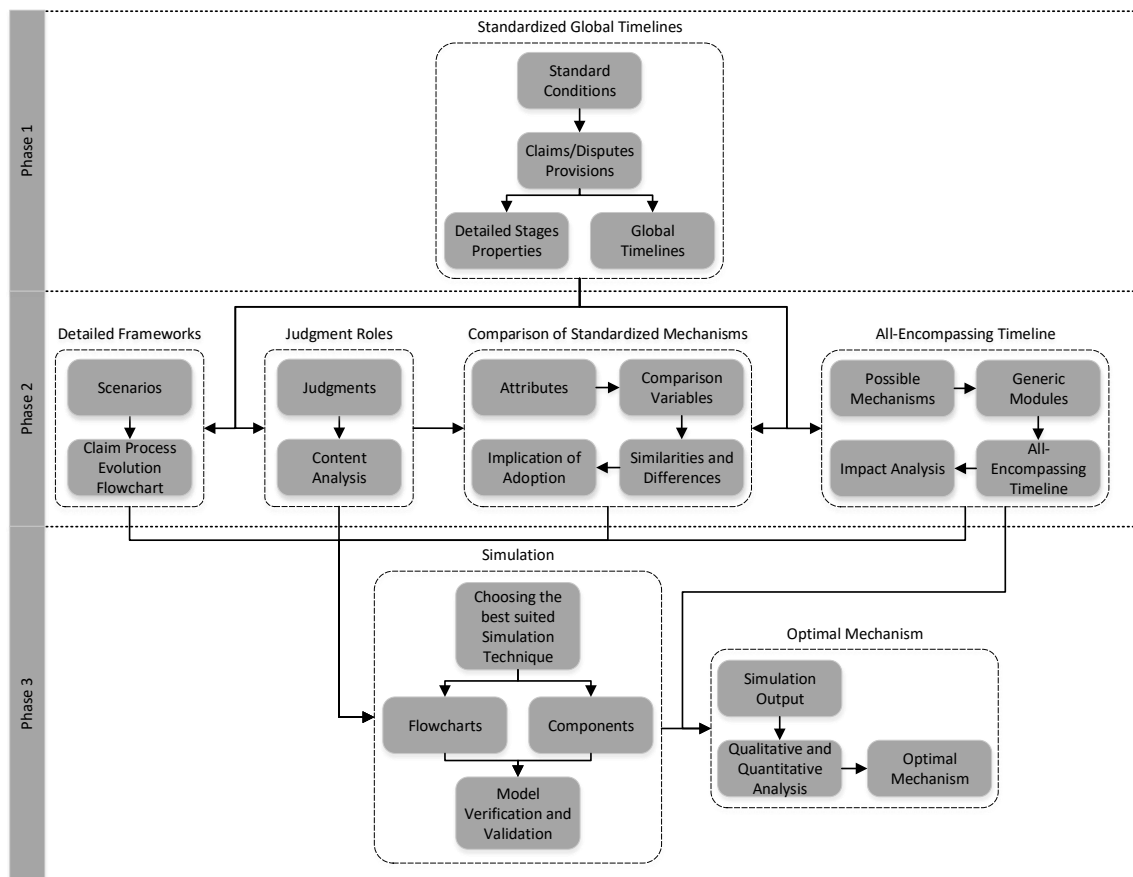 Phase 1
Standardized Global Timelines
Standard
Conditions
Claims/Disputes
Provisions
Detailed Stages
Properties
Global
Timelines
Phase 2
Detailed Frameworks
Scenarios
Claim Process
Evolution
Flowchart
Judgment Roles
Judgments
Content
Analysis
Comparison of Standardized Mechanisms
Attributes
Comparison
Variables
Implication of
Adoption
Similarities and
Differences
All-Encompassing Timeline
Possible
Mechanisms
Generic
Modules
Impact Analysis
All-
Encompassing
Timeline
Phase 3
Simulation
Choosing the
best suited
Simulation
Technique
Flowcharts
Components
Model
Verification and
Validation
Optimal Mechanism
Simulation
Output
Qualitative and
Quantitative
Analysis
Optimal
Mechanism